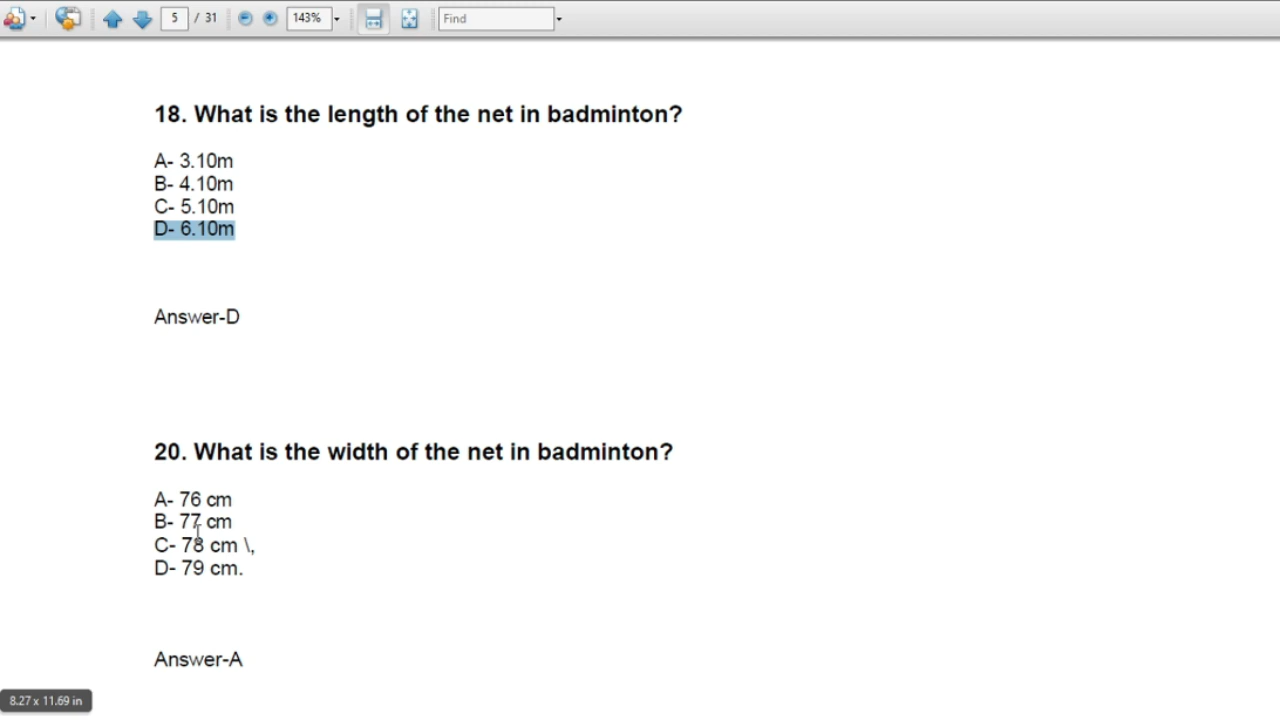 5 / 31 143% Find
18. What is the length of the net in badminton?
A- 3.10m
B- 4.10m
C- 5.10m
D- 6.10m
Answer-D
20. What is the width of the net in badminton?
A- 76 cm
B- 77 cm
C- 78 cm \,
D- 79 cm.
Answer-A
8.27 x 11.69 in